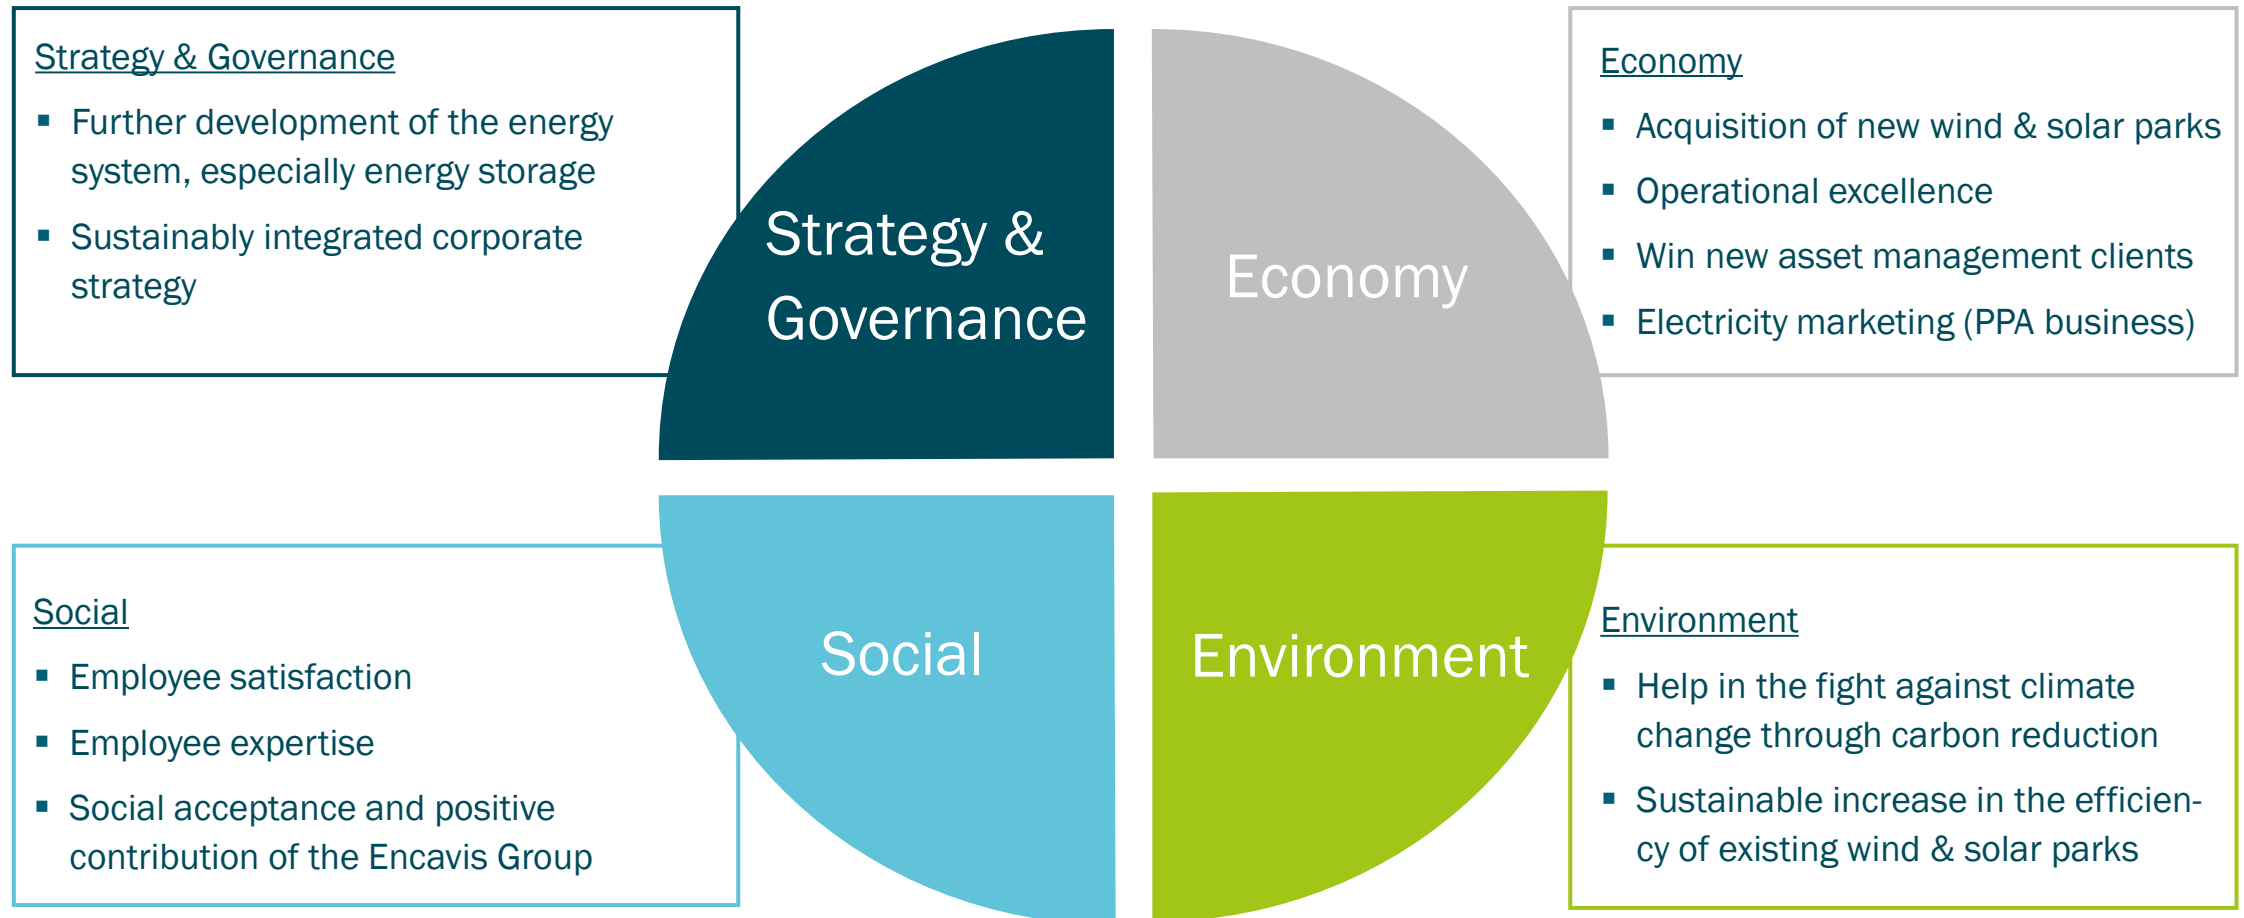 Strategy & Governance
▪ Further development of the energy
system, especially energy storage
▪ Sustainably integrated corporate
strategy
Strategy &
Governance
Economy
Economy
▪ Acquisition of new wind & solar parks
▪ Operational excellence
▪ Win new asset management clients
▪ Electricity marketing (PPA business)
Social
▪ Employee satisfaction
▪ Employee expertise
▪ Social acceptance and positive
contribution of the Encavis Group
Social
Environment
Environment
▪ Help in the fight against climate
change through carbon reduction
▪ Sustainable increase in the efficien-
cy of existing wind & solar parks